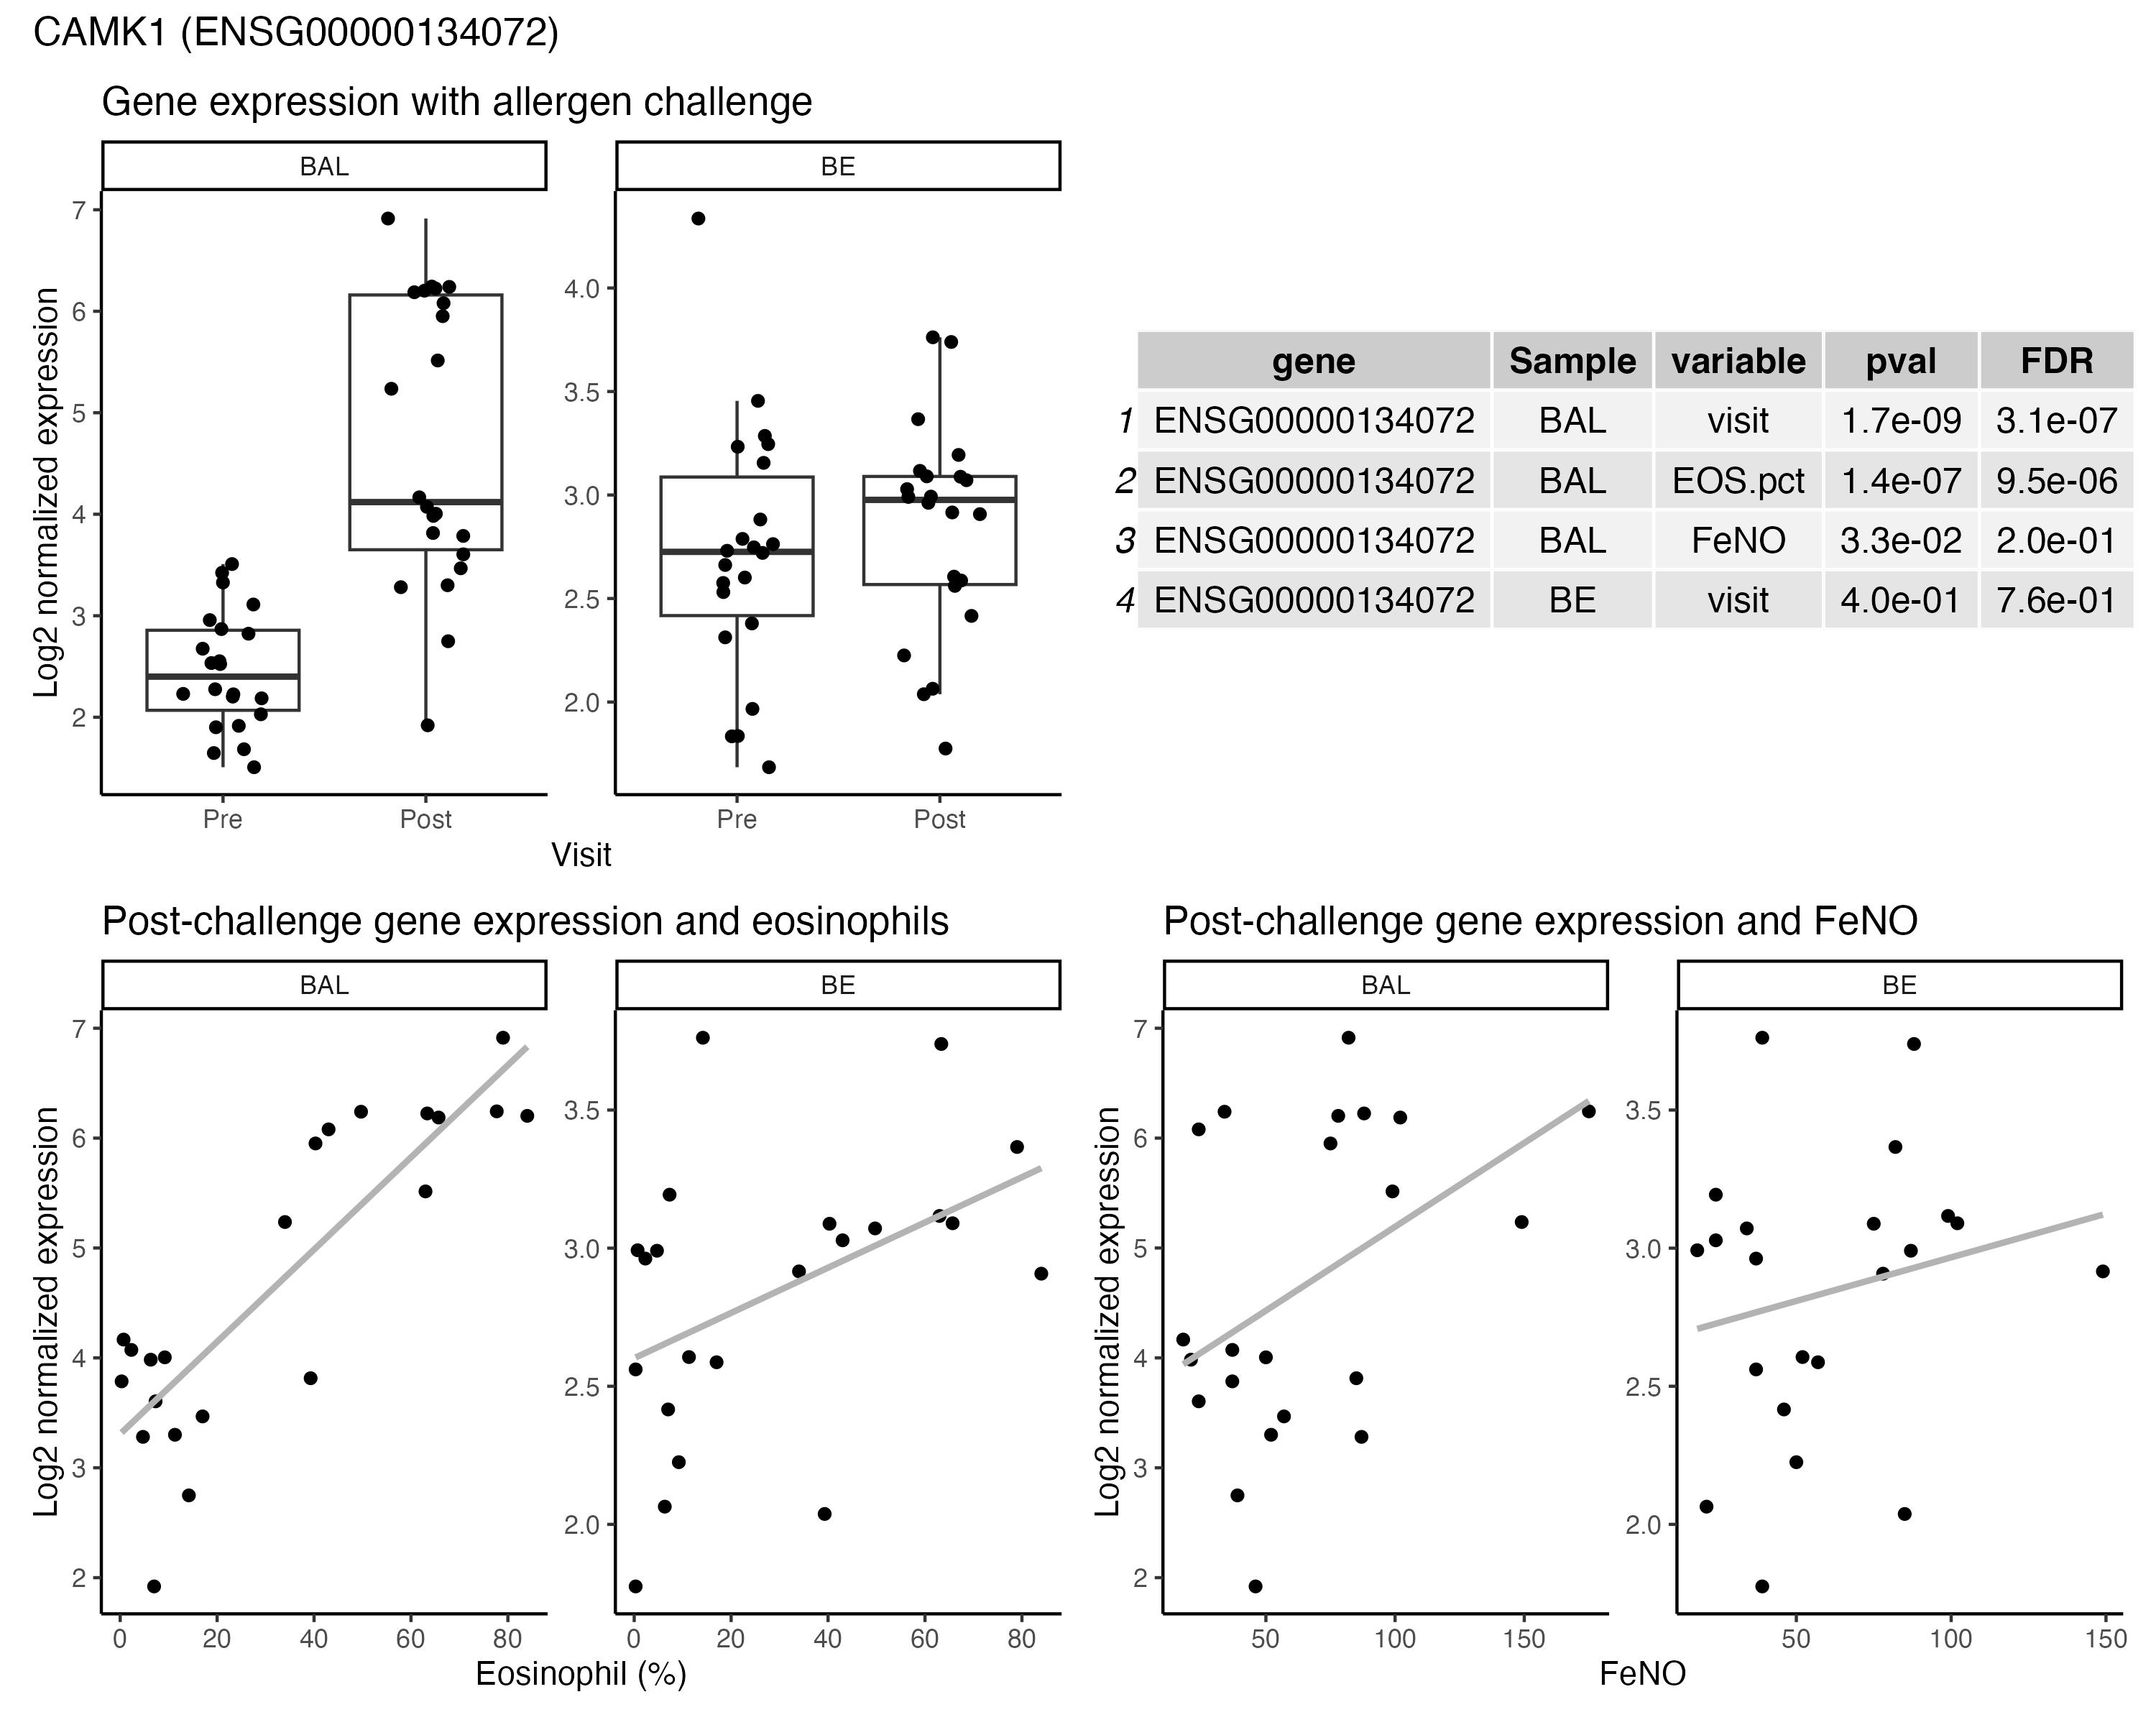 CAMK1 (ENSG00000134072)
Gene expression with allergen challenge
BAL
BE
Log2 normalized expression
7
6
5
4
3
2
4.0
3.5
3.0
2.5
2.0
Pre
Post
Pre
Post
Visit
gene Sample variable pval FDR
1 ENSG00000134072 BAL visit 1.7e-09 3.1e-07
2 ENSG00000134072 BAL EOS.pct 1.4e-07 9.5e-06
3 ENSG00000134072 BAL FeNO 3.3e-02 2.0e-01
4 ENSG00000134072 BE visit 4.0e-01 7.6e-01
Post-challenge gene expression and eosinophils
BAL
BE
Log2 normalized expression
7
6
5
4
3
2
3.5
3.0
2.5
2.0
0 20 40 60 80
0 20 40 60 80
Eosinophil (%)
Post-challenge gene expression and FeNO
BAL
BE
Log2 normalized expression
7
6
5
4
3
2
3.5
3.0
2.5
2.0
50 100 150
50 100 150
FeNO